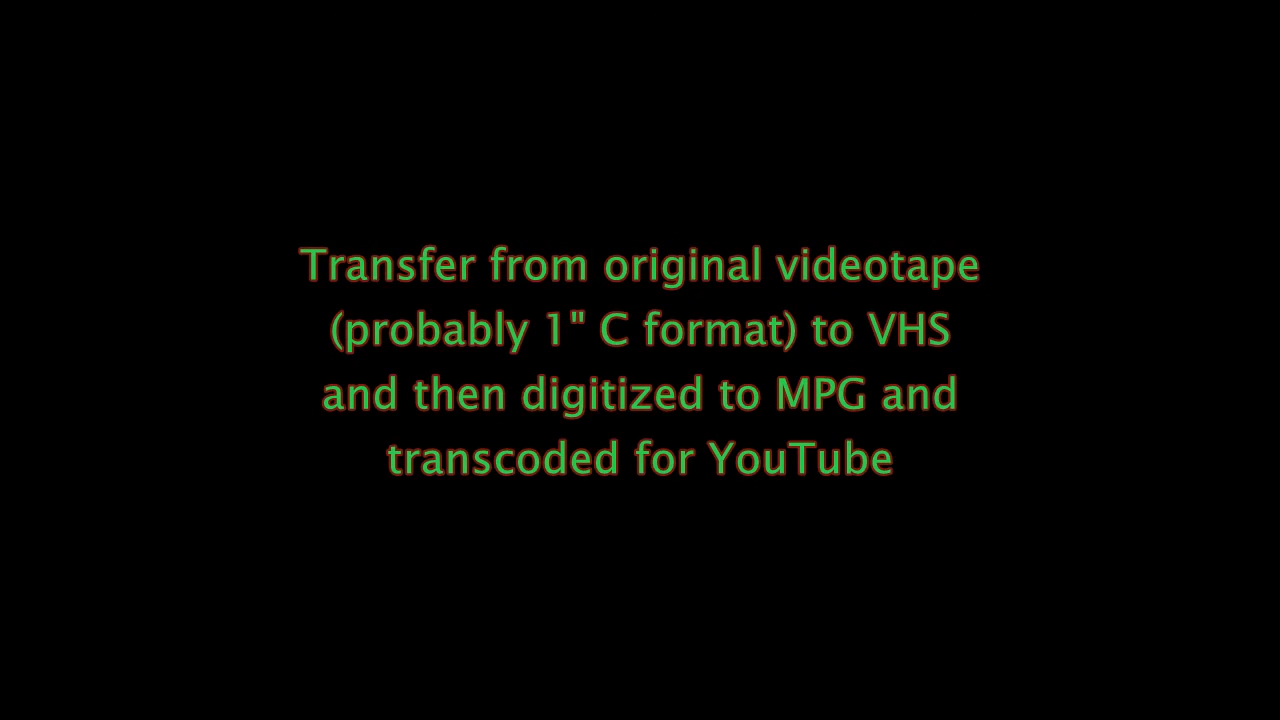 Transfer from original videotape
(probably 1" C format) to VHS
and then digitized to MPG and
transcoded for YouTube